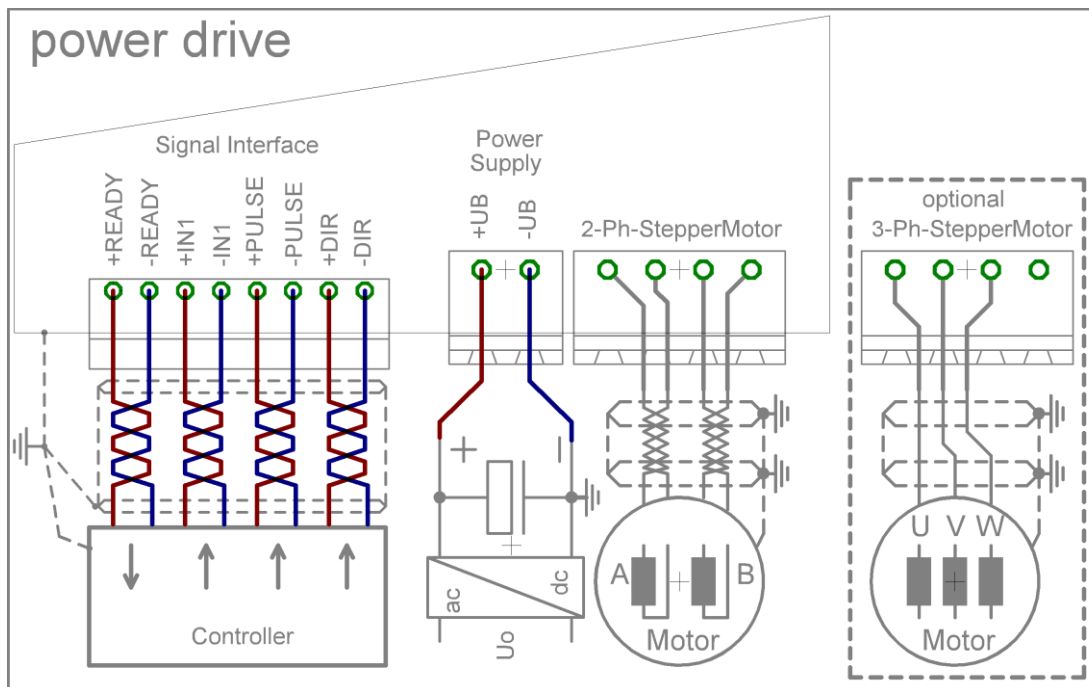 power drive
Signal Interface
+READY
-READY
+IN1
-IN1
+PULSE
-PULSE
+DIR
-DIR
Power
Supply
+UB
-UB
2-Ph-StepperMotor
optional
3-Ph-StepperMotor
+
−
ac
dc
Uo
Controller
A
B
Motor
U V W
Motor